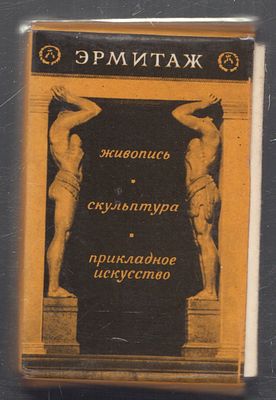 ЭРМИТАЖ
живопись
скульптура
прикладное
искусство